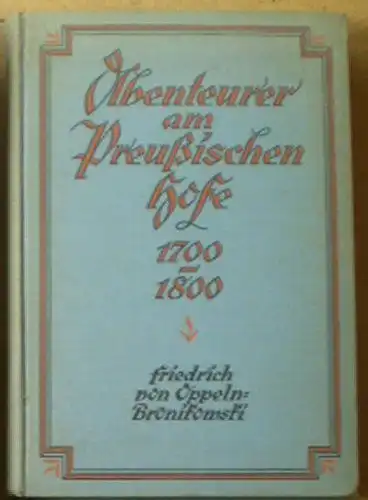 Abenteurer
am
Preußischen
Hofe
1700
–
1800
Friedrich
von Oppeln=
Bronikowski